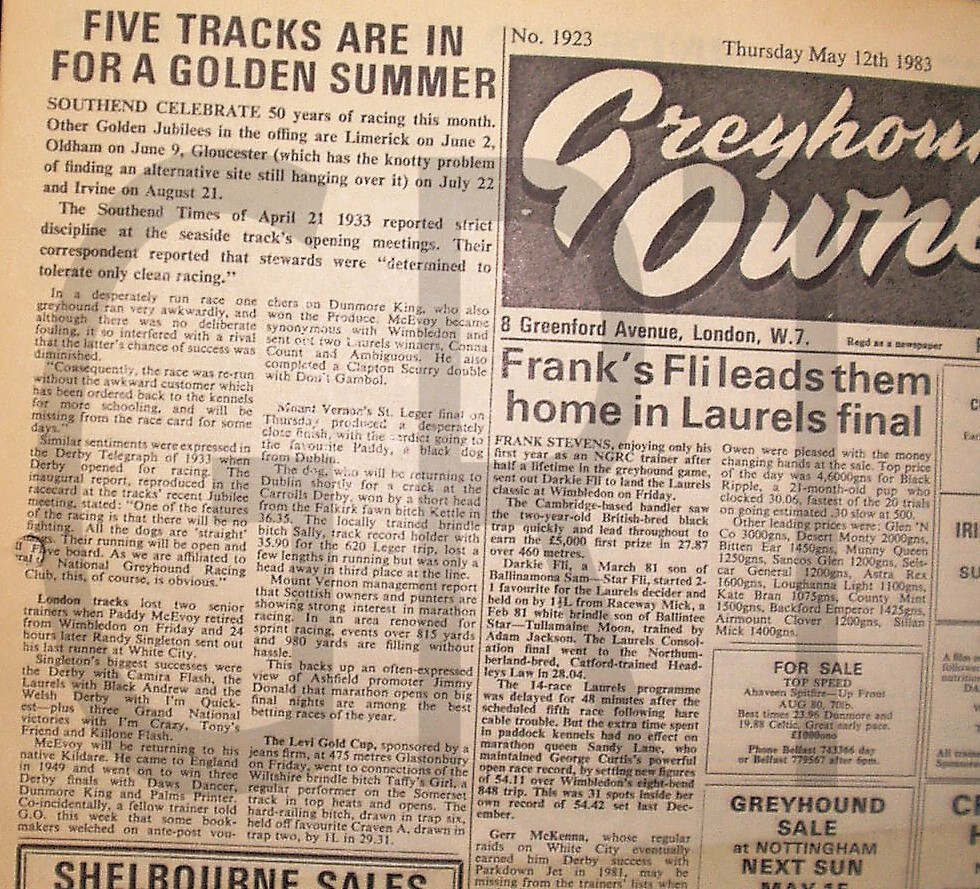 FIVE TRACKS ARE IN
FOR A GOLDEN SUMMER
SOUTHEND CELEBRATE 50 years of racing this month.
Other Golden Jubilees in the offing are Limerick on June 2,
Oldham on June 9, Gloucester (which has the knotty problem
of finding an alternative site still hanging over it) on July 22
and Irvine on August 21.
The Southend Times of April 21 1933 reported strict
discipline at the seaside track's opening meetings. Their
correspondent reported that stewards were “determined to
tolerate only clean racing.”
In a desperately run race one
greyhound ran very awkwardly, and
although there was no deliberate
fouling, it so interfered with a rival
that the latter's chance of success was
diminished.
“Consequently, the race was re-run
without the awkward customer which
has been ordered back to the kennels
for more schooling, and will be
missing from the race card for some
days.”
Similar sentiments were expressed in
the Derby Telegraph of 1933 when
Derby opened for racing. The
inaugural report, reproduced in the
racecard at the tracks' recent Jubilee
meeting, stated: “One of the features
of the racing is that there will be no
fighting. All the dogs are 'straight'
Their running will be open and
board. As we are affiliated to
National Greyhound Racing
Club, this, of course, is obvious.”
London tracks lost two senior
trainers when Paddy McEvoy retired
from Wimbledon on Friday and 24
hours later Randy Singleton sent out
his last runner at White City.
Singleton's biggest successes were
the Derby with Camira Flash, the
Laurels with Black Andrew and the
Welsh Derby with I'm Quick-
est—plus three Grand National
victories with I'm Crazy, Tony's
Friend and Killone Flash.
McEvoy will be returning to his
native Kildare. He came to England
in 1949 and went on to win three
Derby finals with Daws Dancer,
Dunmore King and Palms Printer.
Co-incidentally, a fellow trainer told
G.O. this week that some book-
makers welched on ante-post vou-
chers on Dunmore King, who also
won the Produce. McEvoy became
synonymous with Wimbledon and
sent out two Laurels winners, Conna
Count and Ambiguous. He also
completed a Clapton Scurry double
with Don't Gambol.
Mount Vernon's St. Leger final on
Thursday produced a desperately
close finish, with the verdict going to
the favourite Paddy, a black dog
from Dublin.
The dog, who will be returning to
Dublin shortly for a crack at the
Carrolls Derby, won by a short head
from the Falkirk fawn bitch Kettle in
36.35. The locally trained brindle
bitch Sally, track record holder with
35.90 for the 620 Leger trip, lost a
few lengths in running but was only a
head away in third place at the line.
Mount Vernon management report
that Scottish owners and punters are
showing strong interest in marathon
racing. In an area renowned for
sprint racing, events over 815 yards
and 980 yards are filling without
hassle.
This backs up an often-expressed
view of Ashfield promoter Jimmy
Donald that marathon opens on big
final nights are among the best
betting races of the year.
The Levi Gold Cup, sponsored by a
jeans firm, at 475 metres Glastonbury
on Friday, went to connections of the
Wiltshire brindle bitch Taffy's Girl, a
regular performer on the Somerset
track in top heats and opens. The
hard-railing bitch, drawn in trap six,
held off favourite Craven A, drawn in
trap two, by 1L in 29.31.
SHELBOURNE SALES
No. 1923
Thursday May 12th 1983
Greyhou
Owne
8 Greenford Avenue, London, W.7.
Regd as a newspaper
Frank's Fli leads them
home in Laurels final
FRANK STEVENS, enjoying only his
first year as an NGRC trainer after
half a lifetime in the greyhound game,
sent out Darkie Fli to land the Laurels
classic at Wimbledon on Friday.
The Cambridge-based handler saw
the two-year-old British-bred black
trap quickly and lead throughout to
earn the £5,000 first prize in 27.87
over 460 metres.
Darkie Fli, a March 81 son of
Ballinamona Sam—Star Fli, started 2-
1 favourite for the Laurels decider and
held on by 1½L from Raceway Mick, a
Feb 81 white brindle son of Ballintee
Star—Tullamaine Moon, trained by
Adam Jackson. The Laurels Consol-
ation final went to the Northum-
berland-bred, Catford-trained Head-
leys Law in 28.04.
The 14-race Laurels programme
was delayed for 48 minutes after the
scheduled fifth race following hare
cable trouble. But the extra time spent
in paddock kennels had no effect on
marathon queen Sandy Lane, who
maintained George Curtis's powerful
open race record, by setting new figures
of 54.11 over Wimbledon's eight-bend
848 trip. This was 31 spots inside her
own record of 54.42 set last Dec-
ember.
Gerr McKenna, whose regular
raids on White City eventually
earned him Derby success with
Parkdown Jet in 1981, may be
missing from the trainers' lists when
Owen were pleased with the money
changing hands at the sale. Top price
of the day was 4,600gns for Black
Ripple, a 21-month-old pup who
clocked 30.06, fastest of the 20 trials
on going estimated .30 slow at 500.
Other leading prices were: Glen 'N
Co 3000gns, Desert Monty 2000gns,
Bitten Ear 1450gns, Munny Queen
1250gns, Sancos Glen 1200gns, Sels-
ize General 1200gns, Astra Rex
1600gns, Loughanna Light 1100gns,
Kate Bran 1075gns, County Mint
1500gns, Backford Emperor 1425gns,
Airmount Clover 1200gns, Silian
Mick 1400gns.
FOR SALE
TOP SPEED
Ahaveen Spitfire—Up Front
AUG 80, 70lb.
Best times 23.96 Dunmore and
19.88 Celtic. Great early pace.
£1000ono
Phone Belfast 743366 day
or Belfast 779567 after 6pm.
GREYHOUND
SALE
at NOTTINGHAM
NEXT SUN
MAY 15